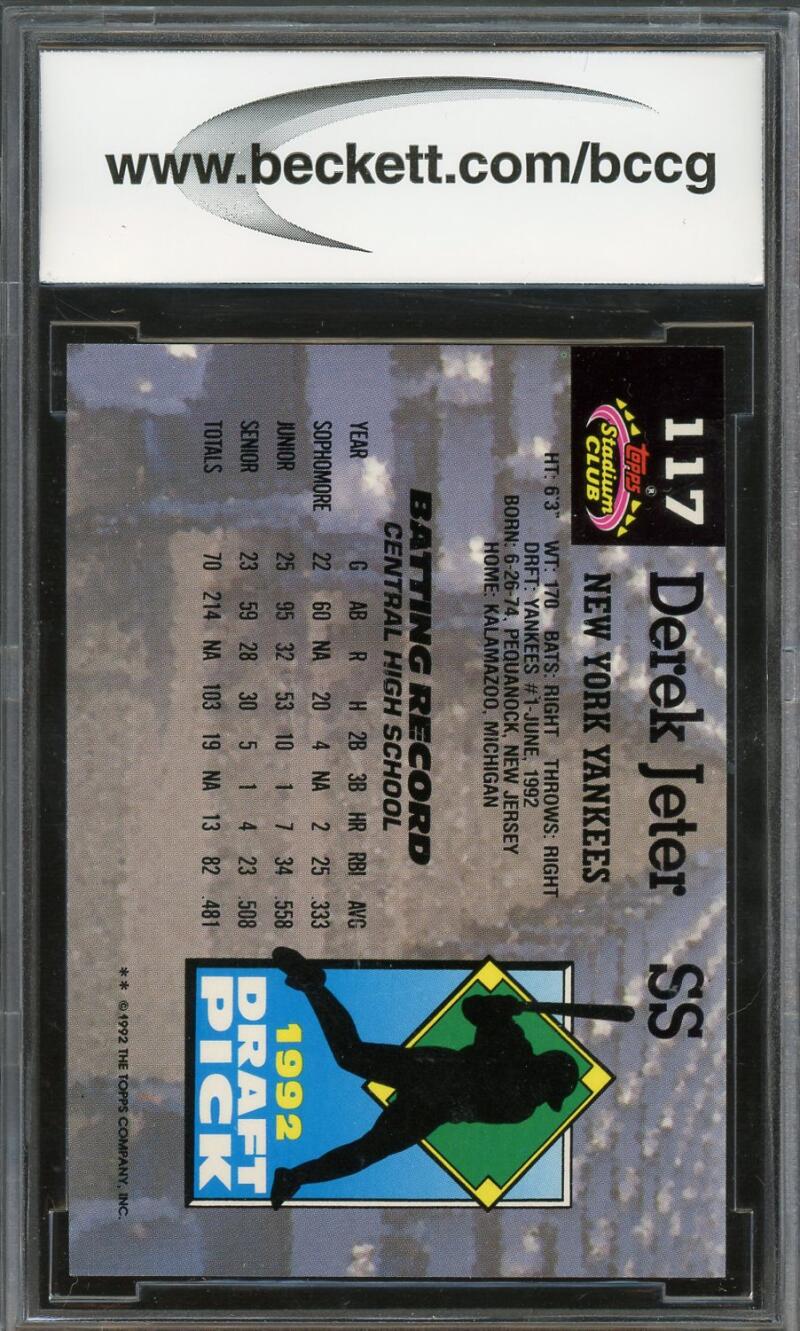 www.beckett.com/bccg
117
TOPPS®
Stadium
CLUB
Derek Jeter SS
NEW YORK YANKEES
HT: 6'3" WT: 170 BATS: RIGHT THROWS: RIGHT
DRFT: YANKEES #1-JUNE, 1992
BORN: 6-26-74, PEQUANOCK, NEW JERSEY
HOME: KALAMAZOO, MICHIGAN
BATTING RECORD
CENTRAL HIGH SCHOOL
YEAR G AB R H 2B 3B HR RBI AVG
SOPHOMORE 22 60 NA 20 4 NA 2 25 .333
JUNIOR 25 95 32 53 10 1 7 34 .558
SENIOR 23 59 28 30 5 1 4 23 .508
TOTALS 70 214 NA 103 19 NA 13 82 .481
1992
DRAFT
PICK
** ©1992 THE TOPPS COMPANY, INC.